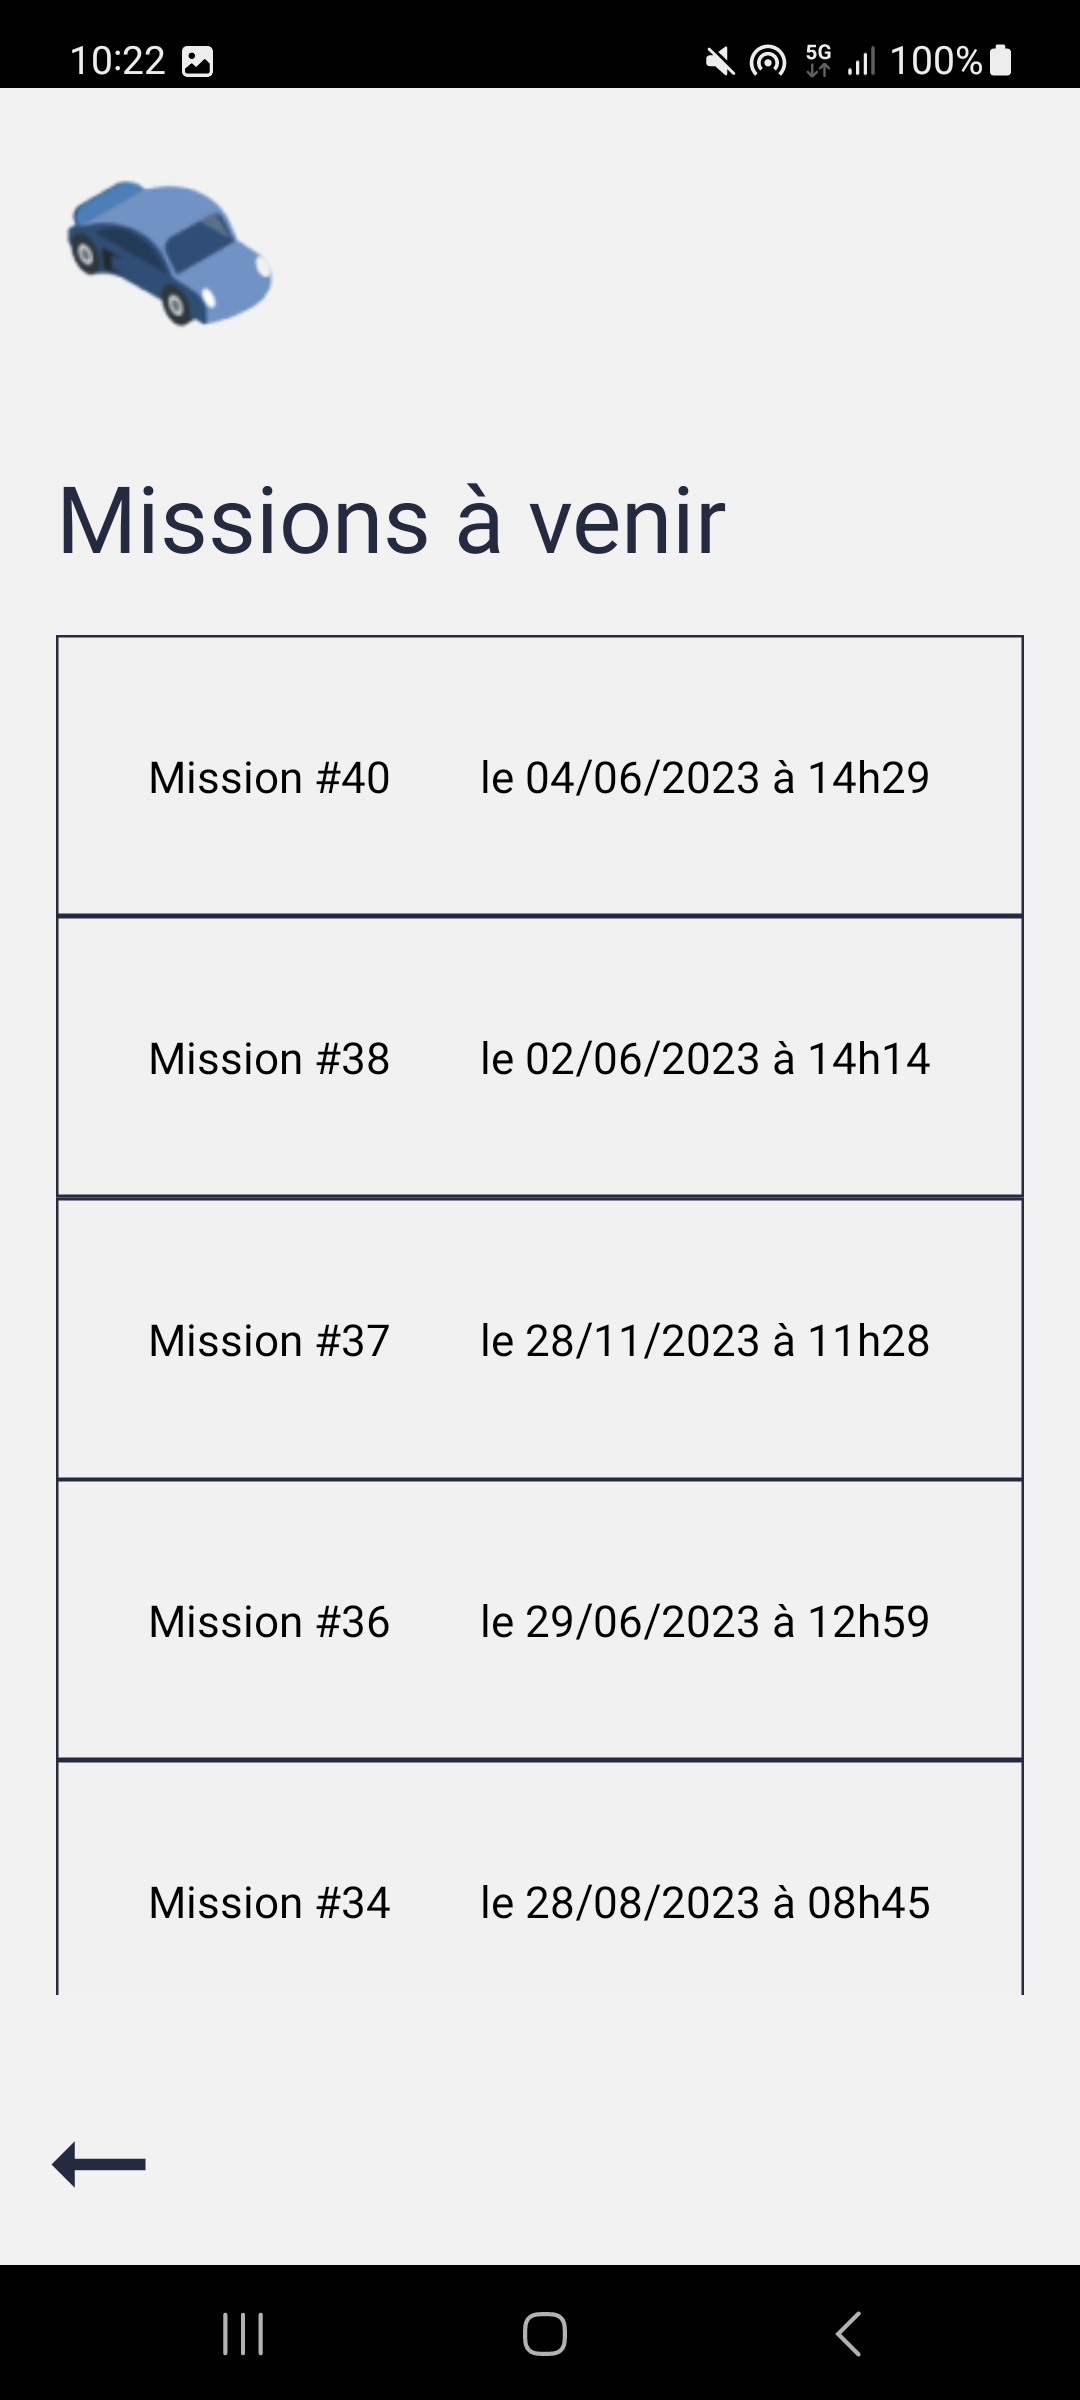 10:22 5G 100%
Missions à venir
Mission #40 le 04/06/2023 à 14h29
Mission #38 le 02/06/2023 à 14h14
Mission #37 le 28/11/2023 à 11h28
Mission #36 le 29/06/2023 à 12h59
Mission #34 le 28/08/2023 à 08h45